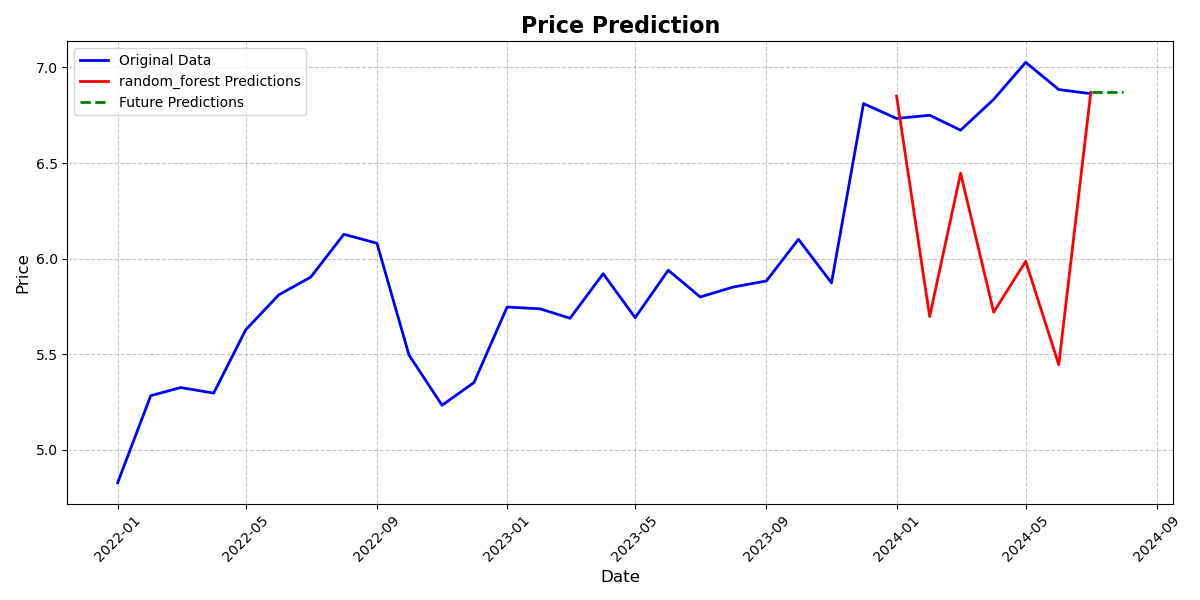 Price Prediction
Original Data
random_forest Predictions
Future Predictions
Price
7.0
6.5
6.0
5.5
5.0
2022-01
2022-05
2022-09
2023-01
2023-05
2023-09
2024-01
2024-05
2024-09
Date